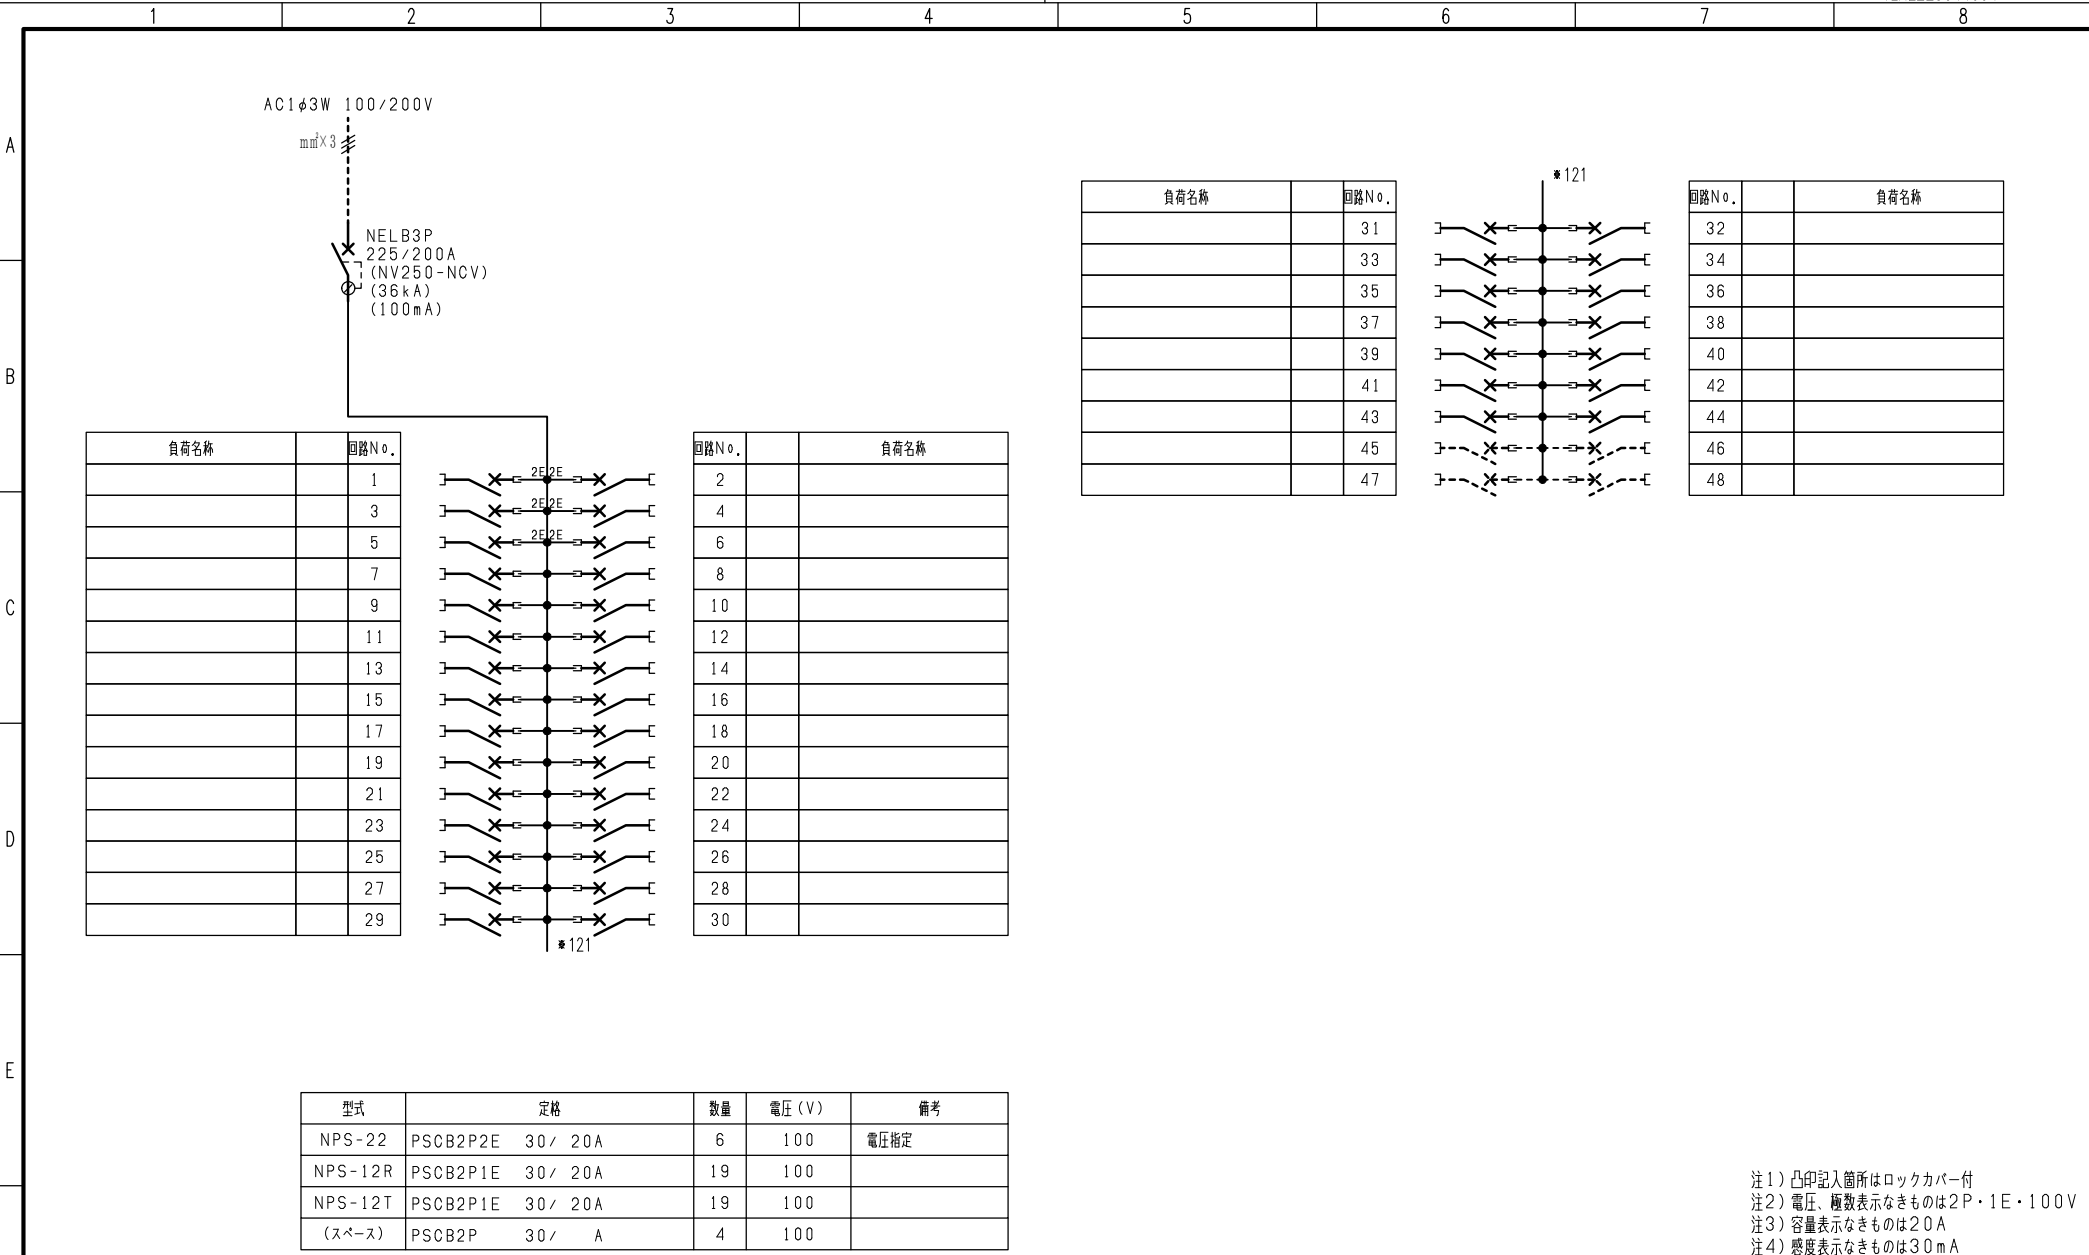 1 2 3 4 5 6 7 8
A
B
C
D
E
AC1φ3W 100/200V
mm²×3
NELB3P
225/200A
(NV250-NCV)
(36kA)
(100mA)
負荷名称 回路No. 回路No. 負荷名称
1 2E 2E 2
3 2E 2E 4
5 2E 2E 6
7 8
9 10
11 12
13 14
15 16
17 18
19 20
21 22
23 24
25 26
27 28
29 30
*121
*121
負荷名称 回路No. 回路No. 負荷名称
31 32
33 34
35 36
37 38
39 40
41 42
43 44
45 46
47 48
型式 定格 数量 電圧(V) 備考
NPS-22 PSCB2P2E 30/ 20A 6 100 電圧指定
NPS-12R PSCB2P1E 30/ 20A 19 100
NPS-12T PSCB2P1E 30/ 20A 19 100
(スペース) PSCB2P 30/ A 4 100
注1)凸印記入箇所はロックカバー付
注2)電圧、極数表示なきものは2P・1E・100V
注3)容量表示なきものは20A
注4)感度表示なきものは30mA